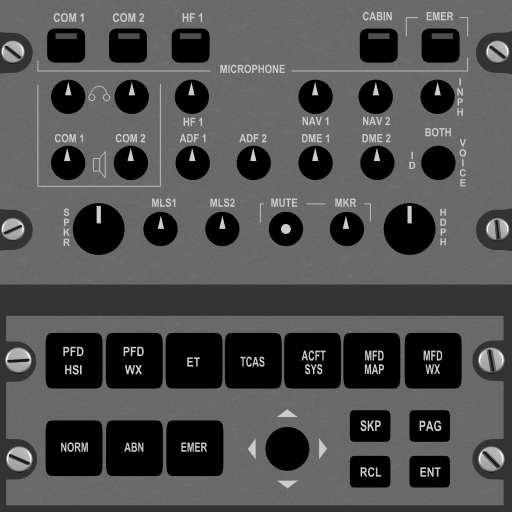 COM 1 COM 2 HF 1 CABIN EMER
MICROPHONE
INPH
HF 1 NAV 1 NAV 2
COM 1 COM 2 ADF 1 ADF 2 DME 1 DME 2 BOTH
ID VOICE
MLS1 MLS2 MUTE MKR
SPKR HDPH
PFD HSI
PFD WX
ET
TCAS
ACFT SYS
MFD MAP
MFD WX
SKP PAG
NORM ABN EMER
RCL ENT